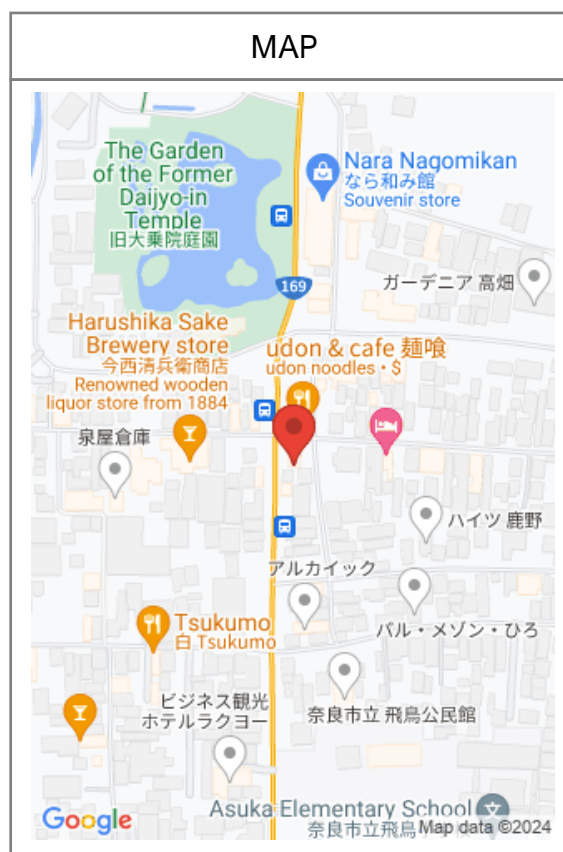 MAP
The Garden
of the Former
Daijyo-in
Temple
旧大乗院庭園
Nara Nagomikan
なら和み館
Souvenir store
169
ガーデニア 高畑
Harushika Sake
Brewery store
今西清兵衛商店
Renowned wooden
liquor store from 1884
udon & cafe 麺喰
udon noodles • $
泉屋倉庫
ハイツ 鹿野
アルカイック
パル・メゾン・ひろ
Tsukumo
白 Tsukumo
ビジネス観光
ホテルラクヨー
奈良市立 飛鳥公民館
Asuka Elementary School
奈良市立飛鳥
Google
Map data ©2024